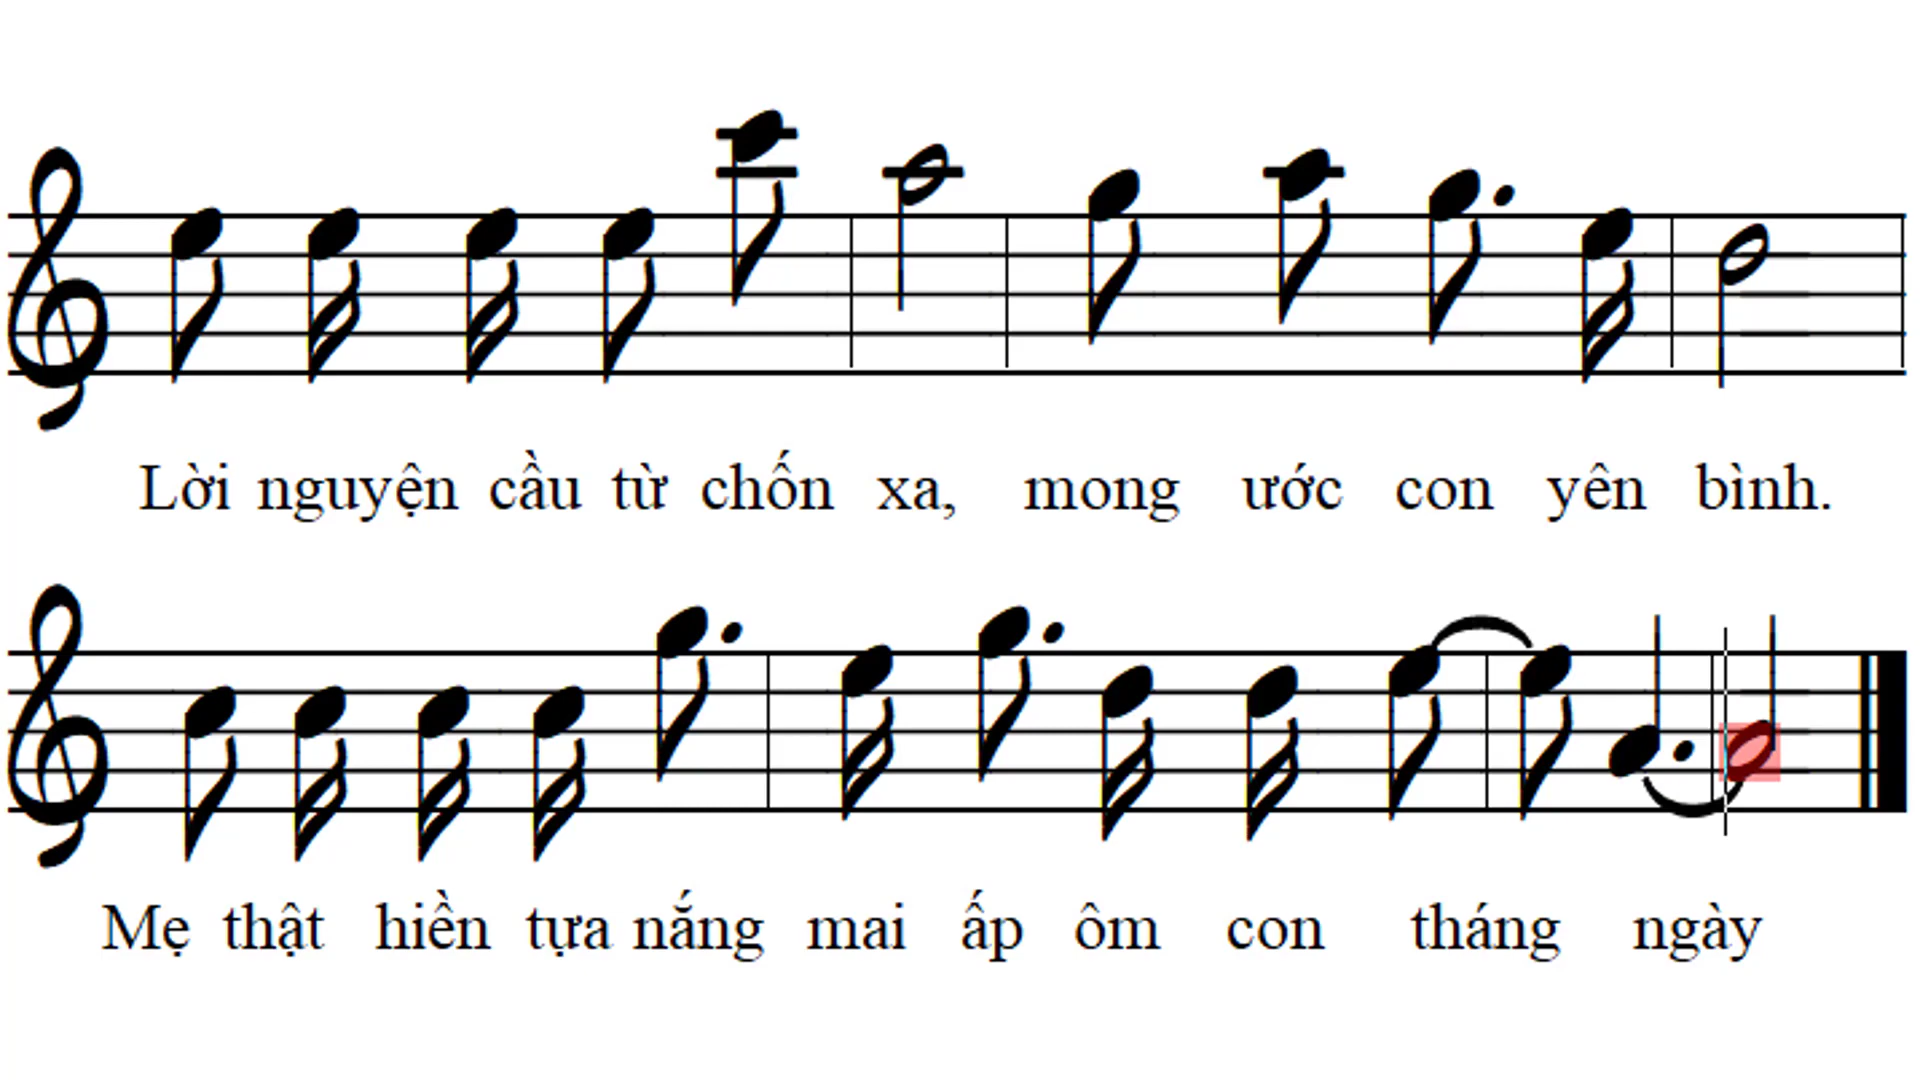 Lời nguyện cầu từ chốn xa, mong ước con yên bình.
Mẹ thật hiền tựa nắng mai ấp ôm con tháng ngày